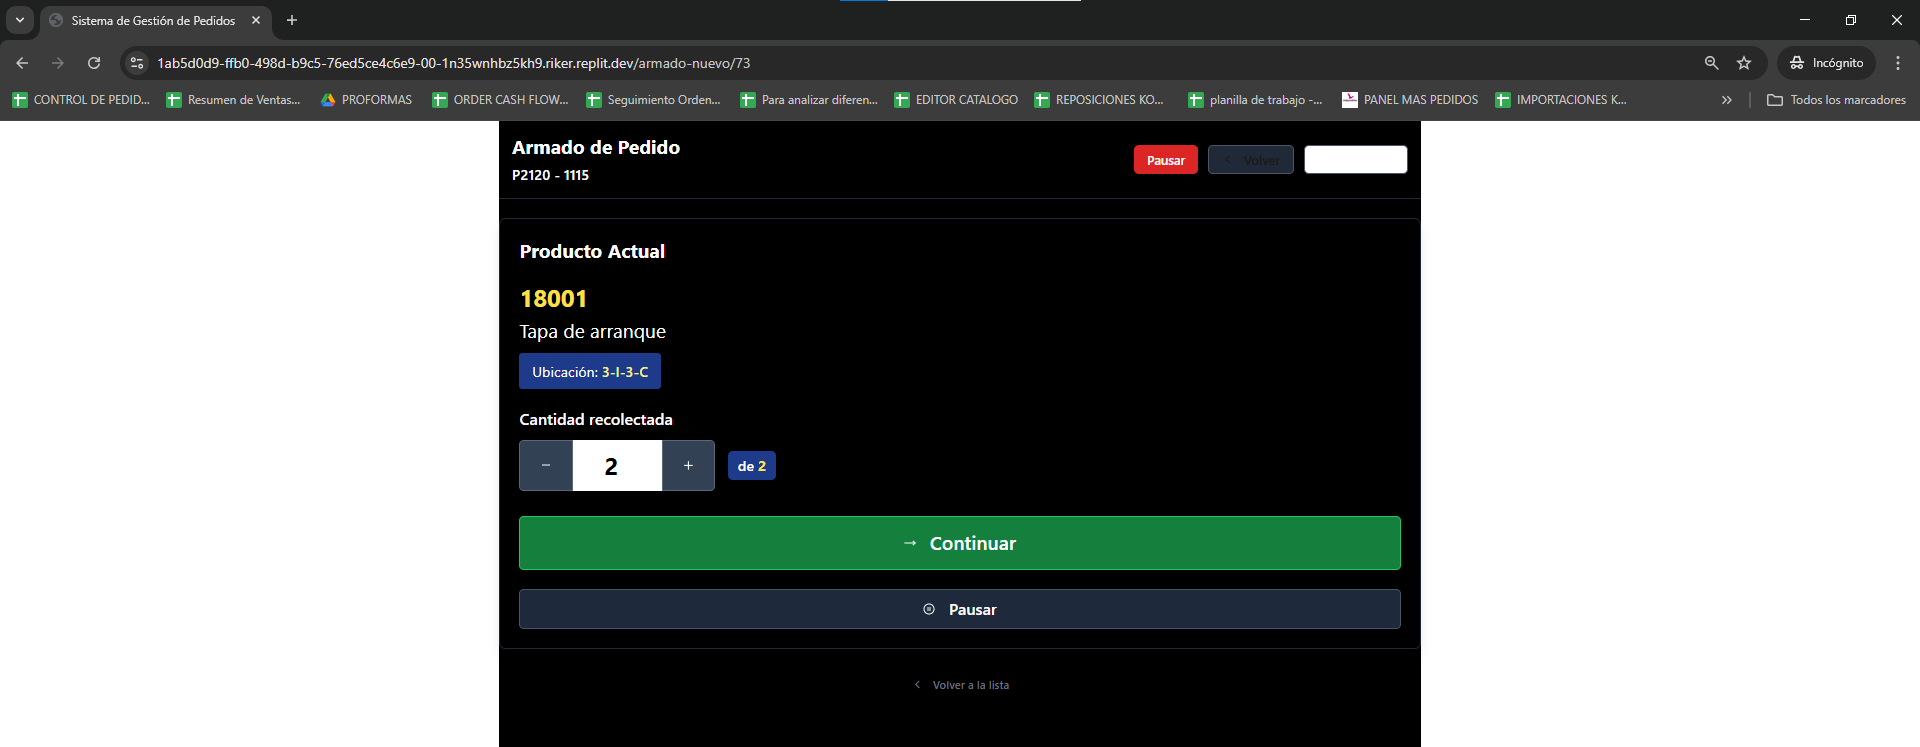 Sistema de Gestión de Pedidos
1ab5d0d9-ffb0-498d-b9c5-76ed5ce4c6e9-00-1n35wnhbz5kh9.riker.replit.dev/armado-nuevo/73
Incógnito
CONTROL DE PEDID...
Resumen de Ventas...
PROFORMAS
ORDER CASH FLOW...
Seguimiento Orden...
Para analizar diferen...
EDITOR CATALOGO
REPOSICIONES KO...
planilla de trabajo -...
PANEL MAS PEDIDOS
IMPORTACIONES K...
Todos los marcadores
Armado de Pedido
P2120 - 1115
Pausar
Volver
Producto Actual
18001
Tapa de arranque
Ubicación: 3-I-3-C
Cantidad recolectada
− 2 + de 2
→ Continuar
Pausar
Volver a la lista